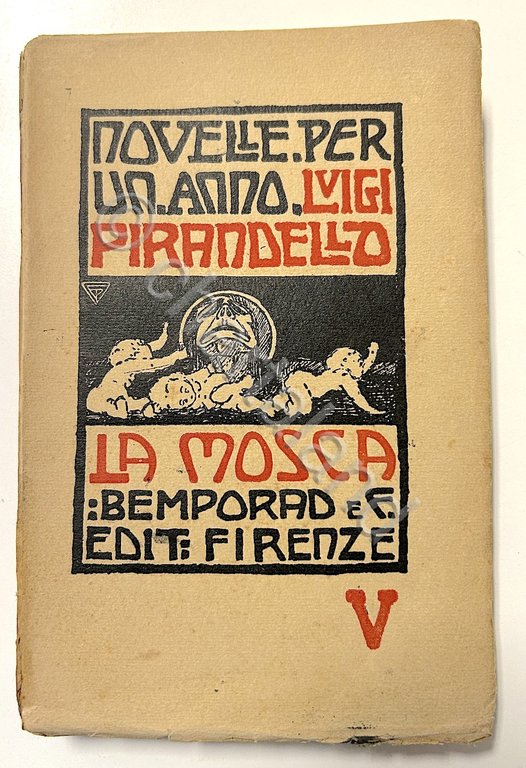 NOVELLE.PER
UN.ANNO.LUIGI
PIRANDELLO
LA MOSCA
:BEMPORAD E F.
EDIT: FIRENZE
V